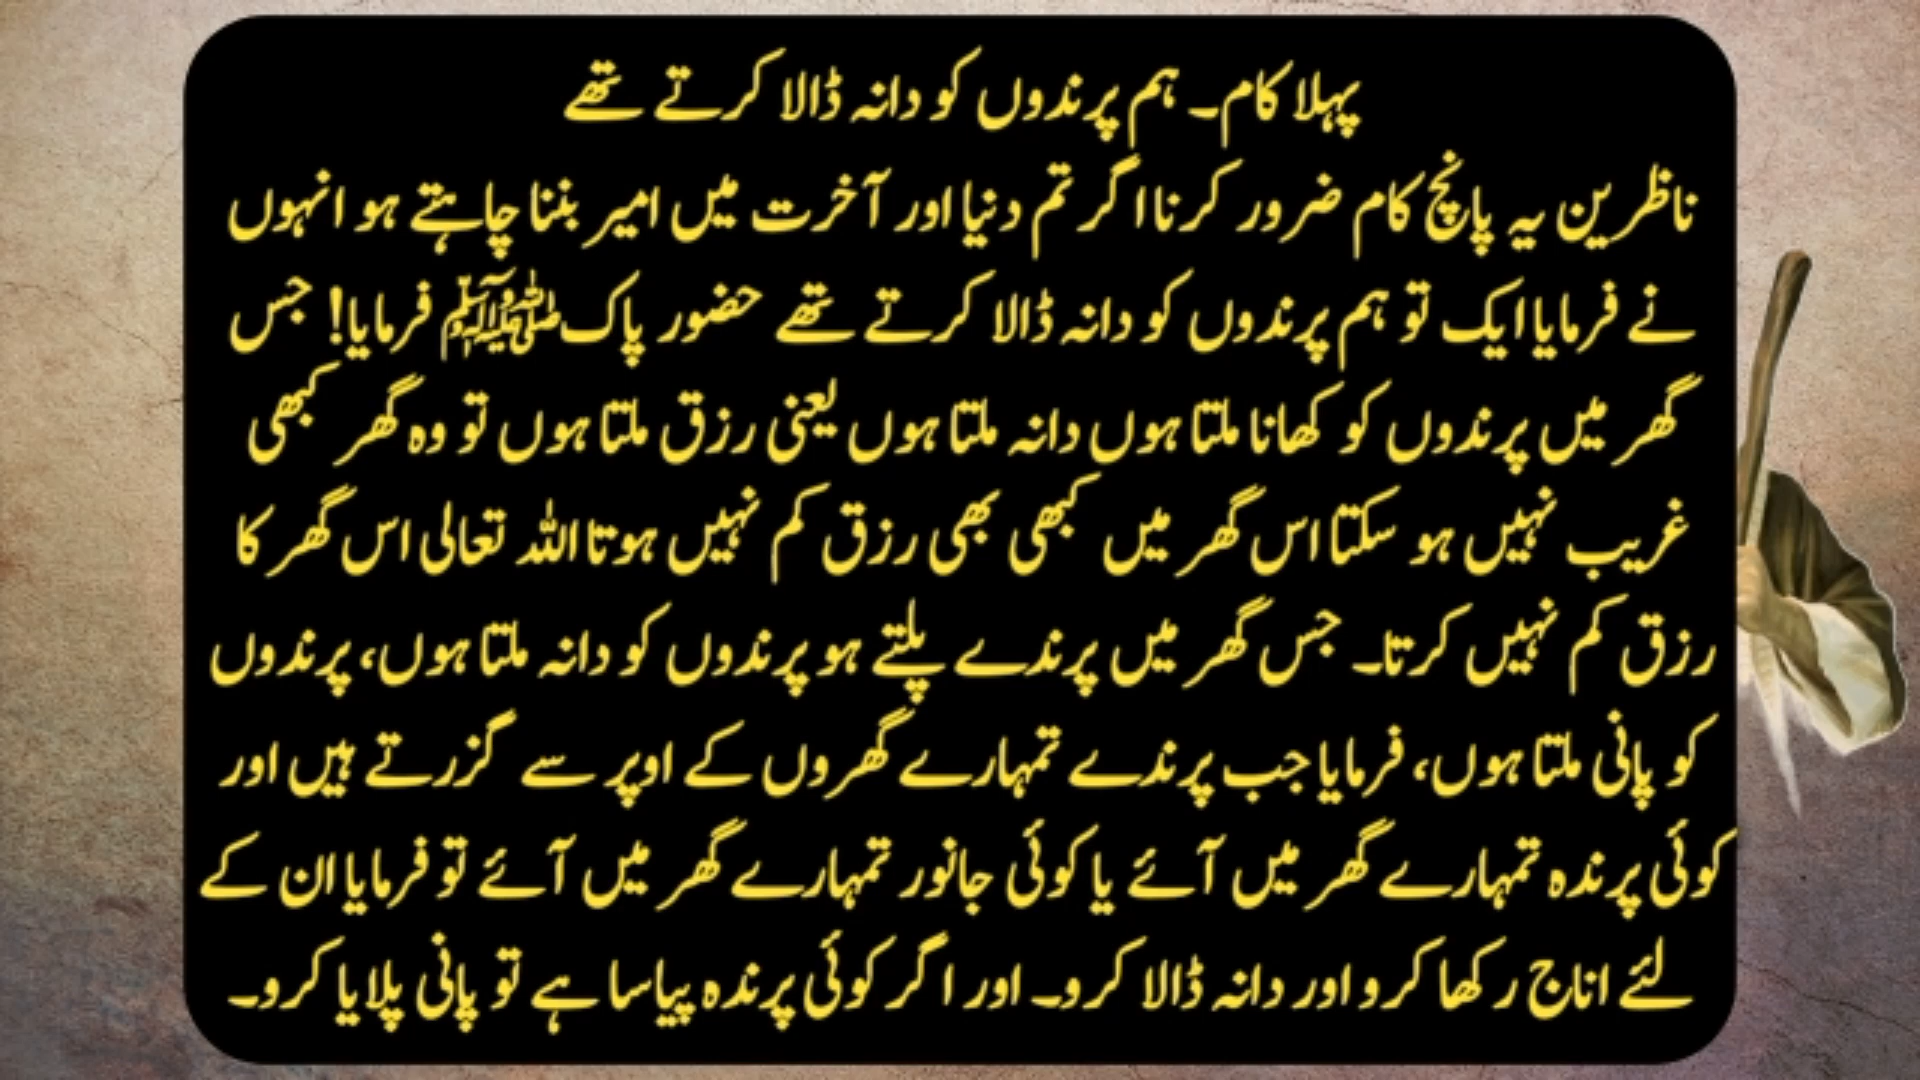 پہلا کام۔ ہم پرندوں کو دانہ ڈالا کرتے تھے
ناظرین یہ پانچ کام ضرور کرنا اگر تم دنیا اور آخرت میں امیر بننا چاہتے ہو انہوں
نے فرمایا ایک تو ہم پرندوں کو دانہ ڈالا کرتے تھے حضور پاک ﷺ فرمایا! جس
گھر میں پرندوں کو کھانا ملتا ہوں دانہ ملتا ہوں یعنی رزق ملتا ہوں تو وہ گھر کبھی
غریب نہیں ہو سکتا اس گھر میں کبھی بھی رزق کم نہیں ہوتا اللہ تعالی اس گھر کا
رزق کم نہیں کرتا۔ جس گھر میں پرندے پلتے ہو پرندوں کو دانہ ملتا ہوں، پرندوں
کو پانی ملتا ہوں، فرمایا جب پرندے تمہارے گھروں کے اوپر سے گزرتے ہیں اور
کوئی پرندہ تمہارے گھر میں آئے یا کوئی جانور تمہارے گھر میں آئے تو فرمایا ان کے
لئے اناج رکھا کرو اور دانہ ڈالا کرو۔ اور اگر کوئی پرندہ پیاسا ہے تو پانی پلایا کرو۔